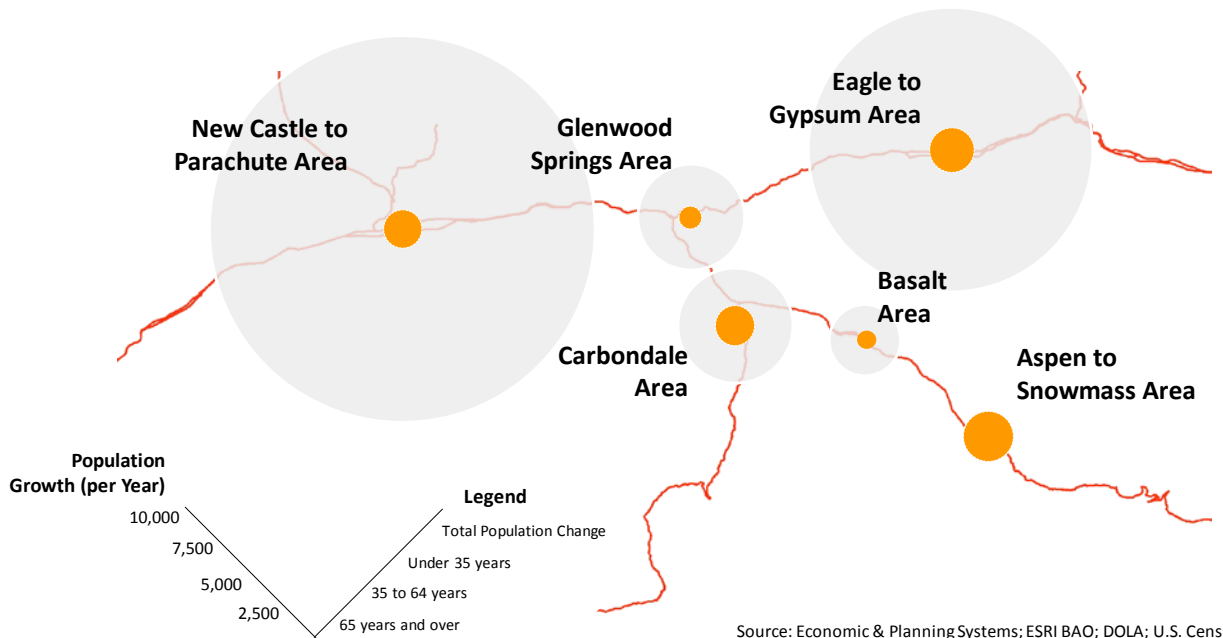 Eagle to
Gypsum Area
New Castle to
Parachute Area
Glenwood
Springs Area
Basalt
Area
Carbondale
Area
Aspen to
Snowmass Area
Population
Growth (per Year)
10,000
7,500
5,000
2,500
Legend
Total Population Change
Under 35 years
35 to 64 years
65 years and over
Source: Economic & Planning Systems; ESRI BAO; DOLA; U.S. Cens